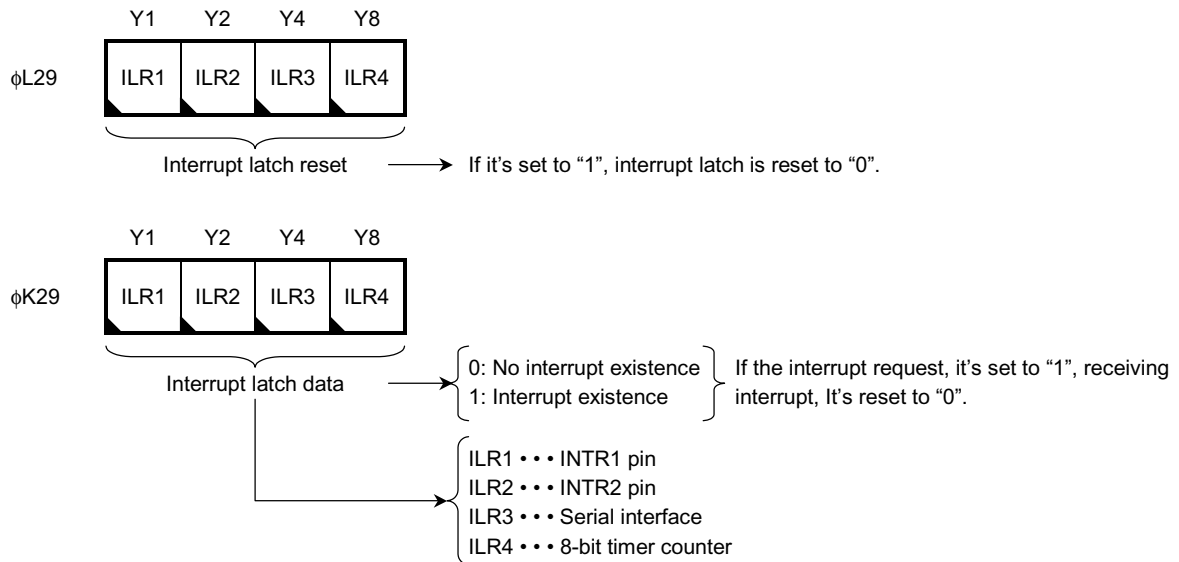 Y1 Y2 Y4 Y8
ϕL29 ILR1 ILR2 ILR3 ILR4
Interrupt latch reset If it’s set to “1”, interrupt latch is reset to “0”.
Y1 Y2 Y4 Y8
ϕK29 ILR1 ILR2 ILR3 ILR4
Interrupt latch data
0: No interrupt existence
1: Interrupt existence
If the interrupt request, it’s set to “1”, receiving
interrupt, It’s reset to “0”.
ILR1 • • • INTR1 pin
ILR2 • • • INTR2 pin
ILR3 • • • Serial interface
ILR4 • • • 8-bit timer counter